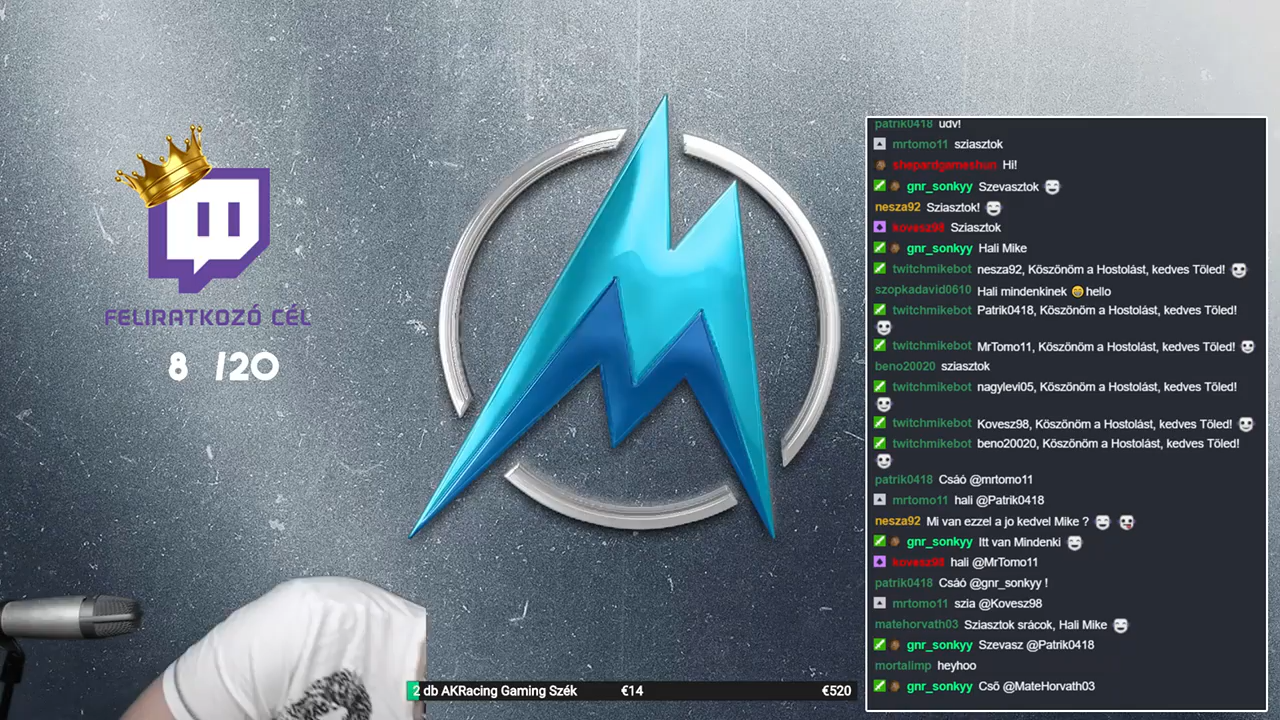 FELIRATKOZÓ CÉL
8 /20
patrik0418 udv!
mrtomo11 sziasztok
shepardgameshun Hi!
gnr_sonkyy Szevasztok
nesza92 Sziasztok!
kovesz98 Sziasztok
gnr_sonkyy Hali Mike
twitchmikebot nesza92, Köszönöm a Hostolást, kedves Tőled!
szopkadavid0610 Hali mindenkinek hello
twitchmikebot Patrik0418, Köszönöm a Hostolást, kedves Tőled!
twitchmikebot MrTomo11, Köszönöm a Hostolást, kedves Tőled!
beno20020 sziasztok
twitchmikebot nagylevi05, Köszönöm a Hostolást, kedves Tőled!
twitchmikebot Kovesz98, Köszönöm a Hostolást, kedves Tőled!
twitchmikebot beno20020, Köszönöm a Hostolást, kedves Tőled!
patrik0418 Csáó @mrtomo11
mrtomo11 hali @Patrik0418
nesza92 Mi van ezzel a jo kedvel Mike ?
gnr_sonkyy Itt van Mindenki
kovesz98 hali @MrTomo11
patrik0418 Csáó @gnr_sonkyy !
mrtomo11 szia @Kovesz98
matehorvath03 Sziasztok srácok, Hali Mike
gnr_sonkyy Szevasz @Patrik0418
mortalimp heyhoo
gnr_sonkyy Cső @MateHorvath03
2 db AKRacing Gaming Szék €14 €520